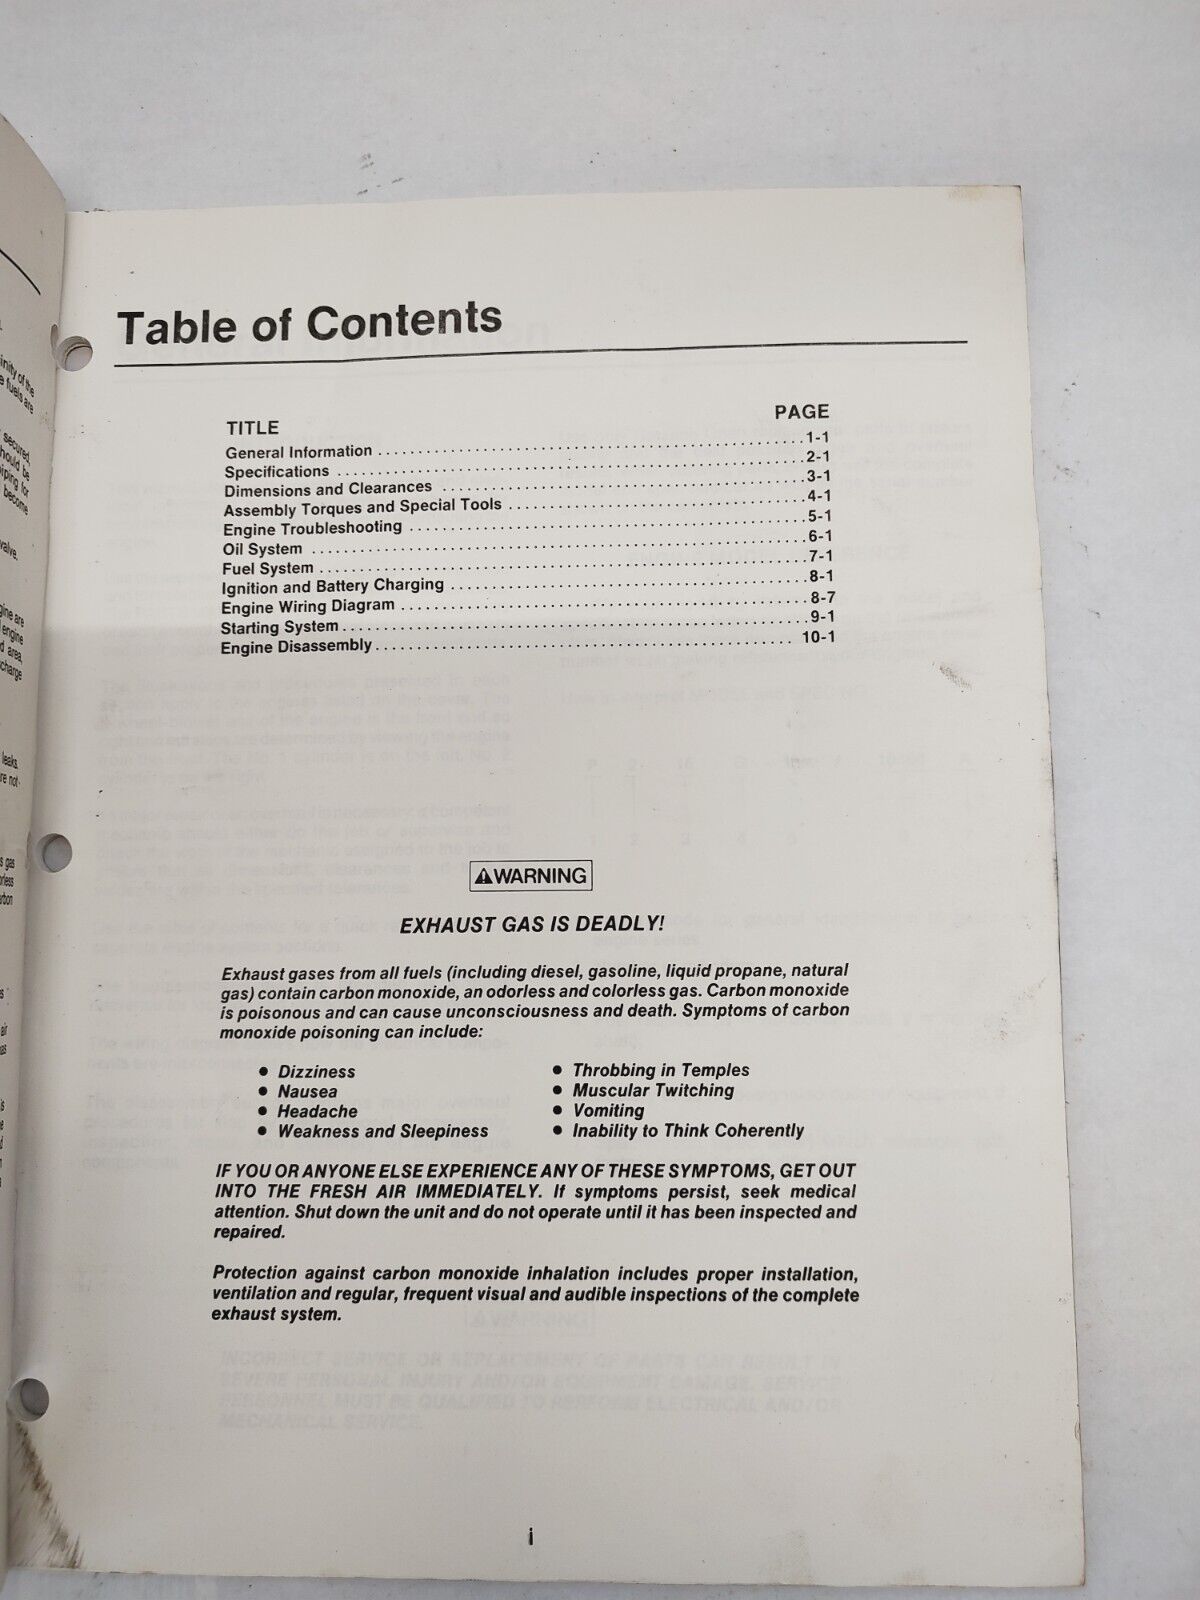 Table of Contents
TITLE PAGE
General Information 1-1
Specifications 2-1
Dimensions and Clearances 3-1
Assembly Torques and Special Tools 4-1
Engine Troubleshooting 5-1
Oil System 6-1
Fuel System 7-1
Ignition and Battery Charging 8-1
Engine Wiring Diagram 8-7
Starting System 9-1
Engine Disassembly 10-1
⚠WARNING
EXHAUST GAS IS DEADLY!
Exhaust gases from all fuels (including diesel, gasoline, liquid propane, natural
gas) contain carbon monoxide, an odorless and colorless gas. Carbon monoxide
is poisonous and can cause unconsciousness and death. Symptoms of carbon
monoxide poisoning can include:
• Dizziness
• Nausea
• Headache
• Weakness and Sleepiness
• Throbbing in Temples
• Muscular Twitching
• Vomiting
• Inability to Think Coherently
IF YOU OR ANYONE ELSE EXPERIENCE ANY OF THESE SYMPTOMS, GET OUT
INTO THE FRESH AIR IMMEDIATELY. If symptoms persist, seek medical
attention. Shut down the unit and do not operate until it has been inspected and
repaired.
Protection against carbon monoxide inhalation includes proper installation,
ventilation and regular, frequent visual and audible inspections of the complete
exhaust system.
i